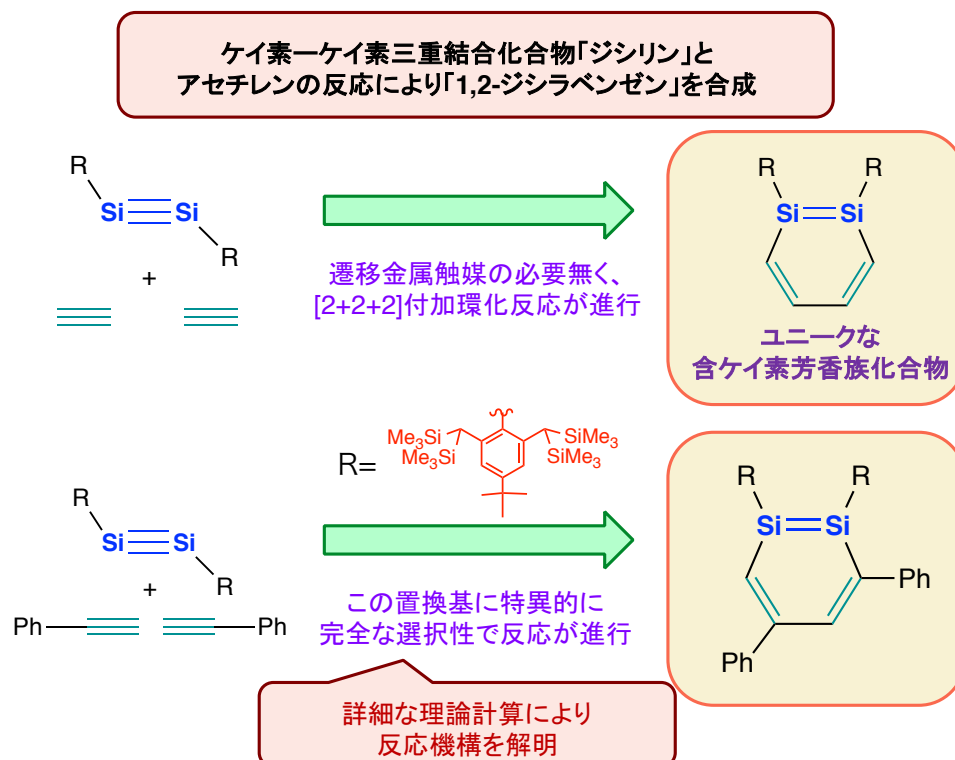 ケイ素ーケイ素三重結合化合物「ジシリン」と
アセチレンの反応により「1,2-ジシラベンゼン」を合成
R
Si
Si
R
+
遷移金属触媒の必要無く、
[2+2+2]付加環化反応が進行
R
R
Si
Si
ユニークな
含ケイ素芳香族化合物
R=
Me3Si
Me3Si
SiMe3
SiMe3
R
Si
Si
R
+
Ph
Ph
この置換基に特異的に
完全な選択性で反応が進行
R
R
Si
Si
Ph
Ph
詳細な理論計算により
反応機構を解明